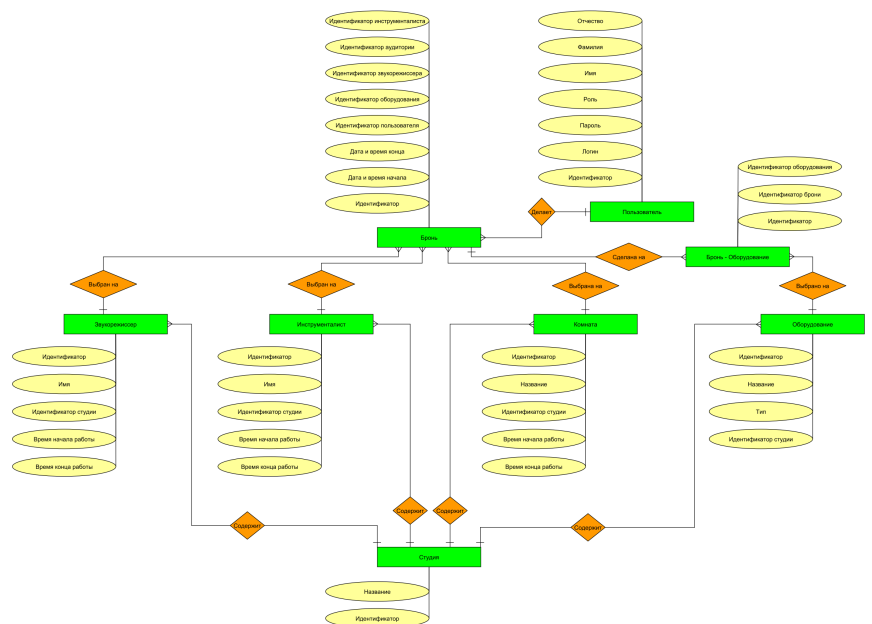 Идентификатор инструменталиста
Идентификатор аудитории
Идентификатор звукорежиссера
Идентификатор оборудования
Идентификатор пользователя
Дата и время конца
Дата и время начала
Идентификатор
Отчество
Фамилия
Имя
Роль
Пароль
Логин
Идентификатор
Идентификатор оборудования
Идентификатор брони
Идентификатор
Делает
Пользователь
Бронь
Сделана на
Бронь - Оборудование
Выбран на
Выбран на
Выбрана на
Выбрано на
Звукорежиссер
Инструменталист
Комната
Оборудование
Идентификатор
Имя
Идентификатор студии
Время начала работы
Время конца работы
Идентификатор
Имя
Идентификатор студии
Время начала работы
Время конца работы
Идентификатор
Название
Идентификатор студии
Время начала работы
Время конца работы
Идентификатор
Название
Тип
Идентификатор студии
Содержит
Содержит
Содержит
Содержит
Студия
Название
Идентификатор